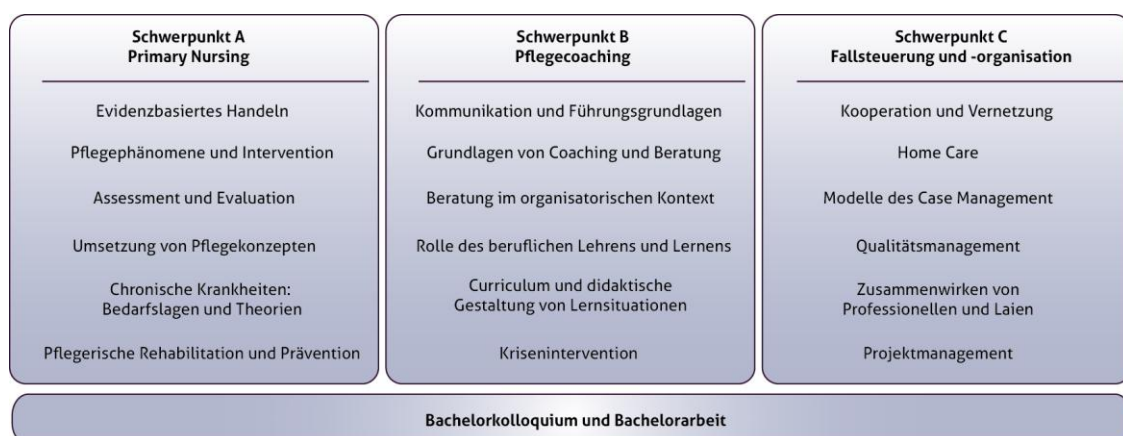 Schwerpunkt A
Primary Nursing
Evidenzbasiertes Handeln
Pflegephänomene und Intervention
Assessment und Evaluation
Umsetzung von Pflegekonzepten
Chronische Krankheiten:
Bedarfslagen und Theorien
Pflegerische Rehabilitation und Prävention
Schwerpunkt B
Pflegecoaching
Kommunikation und Führungsgrundlagen
Grundlagen von Coaching und Beratung
Beratung im organisatorischen Kontext
Rolle des beruflichen Lehrens und Lernens
Curriculum und didaktische
Gestaltung von Lernsituationen
Krisenintervention
Schwerpunkt C
Fallsteuerung und -organisation
Kooperation und Vernetzung
Home Care
Modelle des Case Management
Qualitätsmanagement
Zusammenwirken von
Professionellen und Laien
Projektmanagement
Bachelorkolloquium und Bachelorarbeit